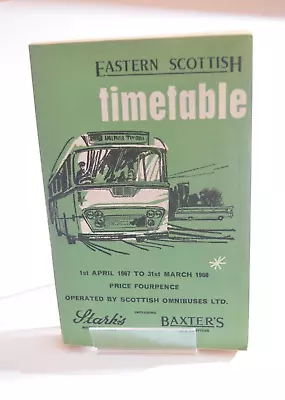 EASTERN SCOTTISH
timetable
1st APRIL 1967 TO 31st MARCH 1968
PRICE FOURPENCE
OPERATED BY SCOTTISH OMNIBUSES LTD.
INCLUDING
Stark's BAXTER'S